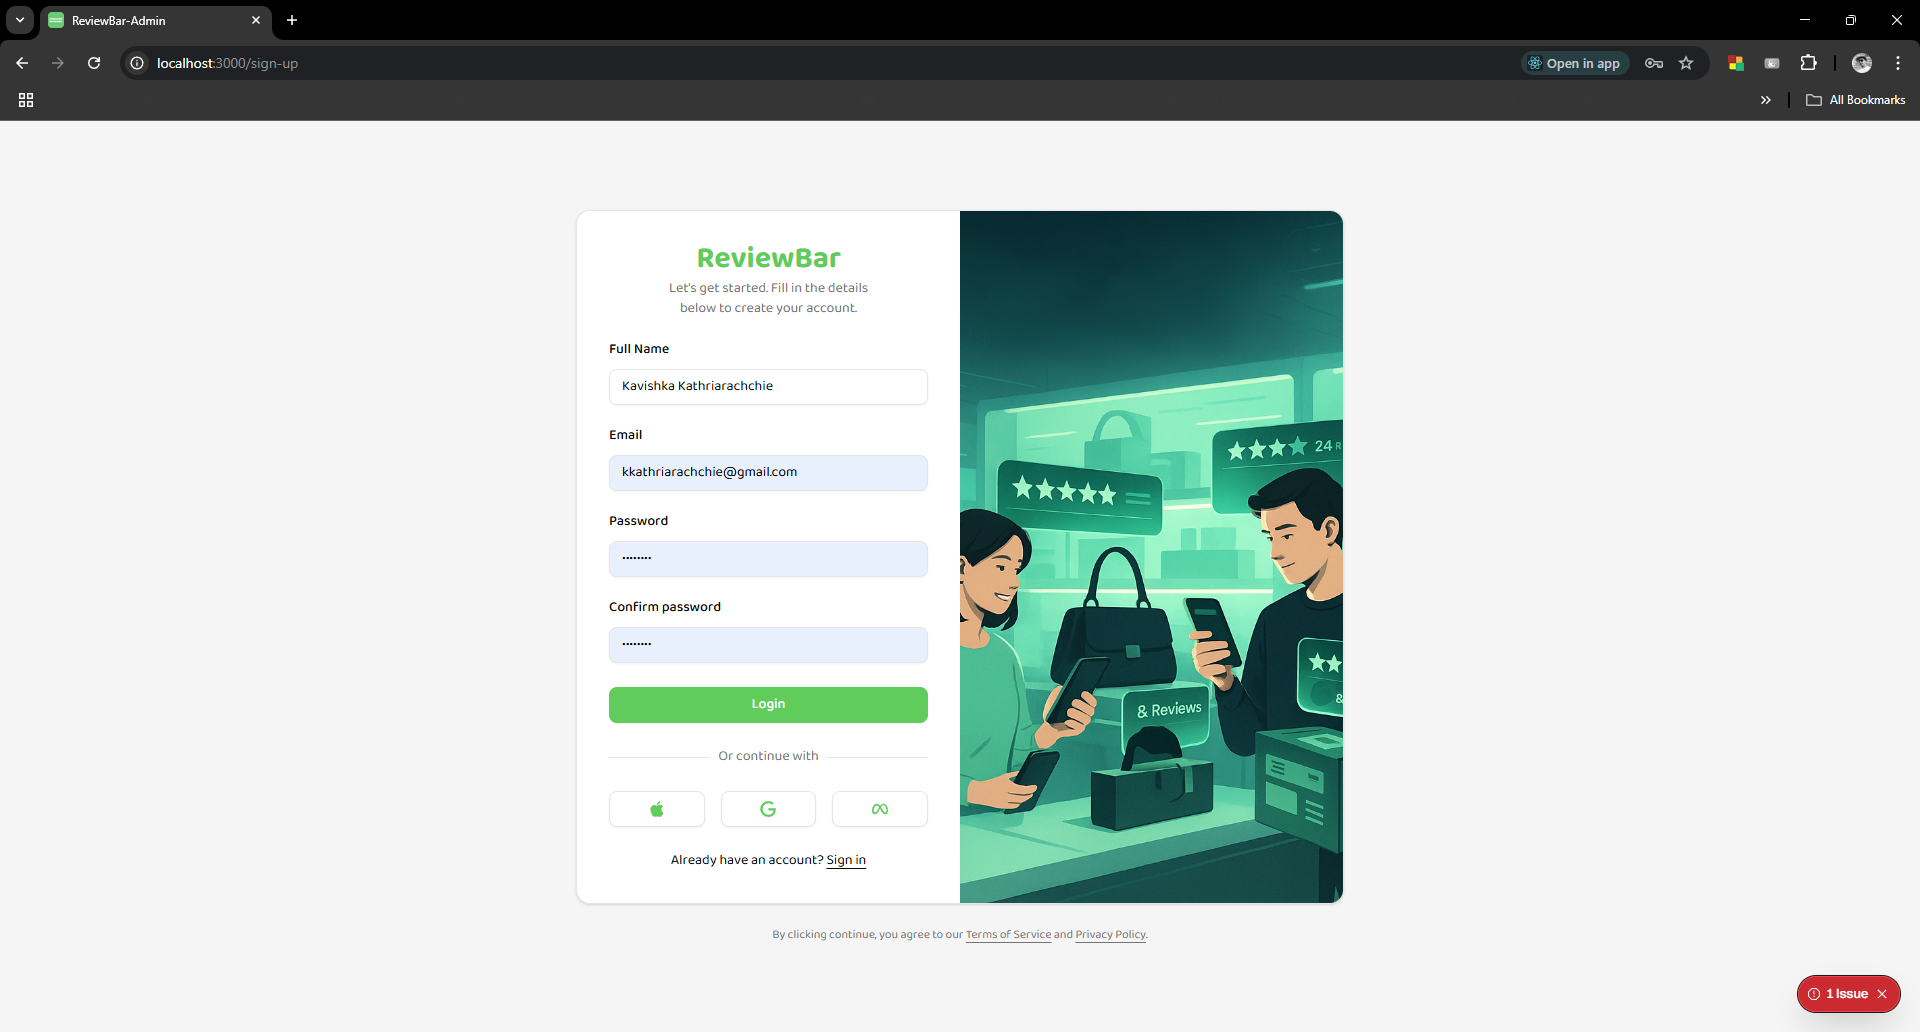 ReviewBar-Admin
localhost:3000/sign-up
Open in app
All Bookmarks
ReviewBar
Let's get started. Fill in the details
below to create your account.
Full Name
Kavishka Kathriarachchie
Email
kkathriarachchie@gmail.com
Password
••••••••
Confirm password
••••••••
Login
Or continue with
Already have an account? Sign in
24 R
& Reviews
&
By clicking continue, you agree to our Terms of Service and Privacy Policy.
1 Issue